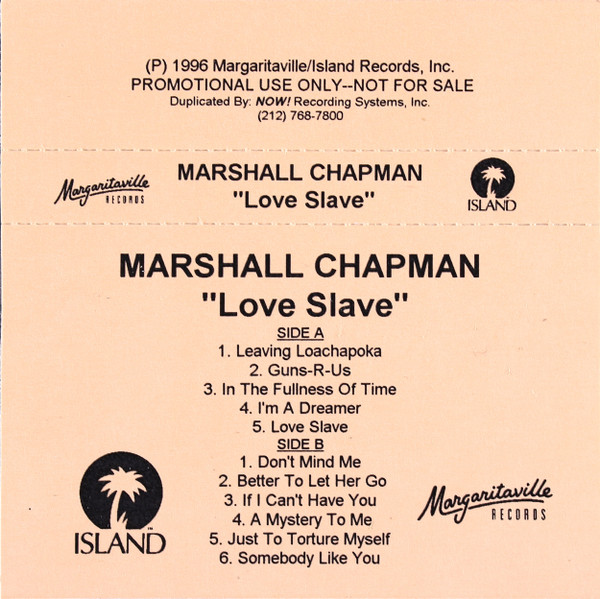 (P) 1996 Margaritaville/Island Records, Inc.
PROMOTIONAL USE ONLY--NOT FOR SALE
Duplicated By: NOW! Recording Systems, Inc.
(212) 768-7800
Margaritaville
RECORDS
MARSHALL CHAPMAN
"Love Slave"
ISLAND
MARSHALL CHAPMAN
"Love Slave"
SIDE A
1. Leaving Loachapoka
2. Guns-R-Us
3. In The Fullness Of Time
4. I'm A Dreamer
5. Love Slave
SIDE B
1. Don't Mind Me
2. Better To Let Her Go
3. If I Can't Have You
4. A Mystery To Me
5. Just To Torture Myself
6. Somebody Like You
TM
ISLAND
Margaritaville
RECORDS